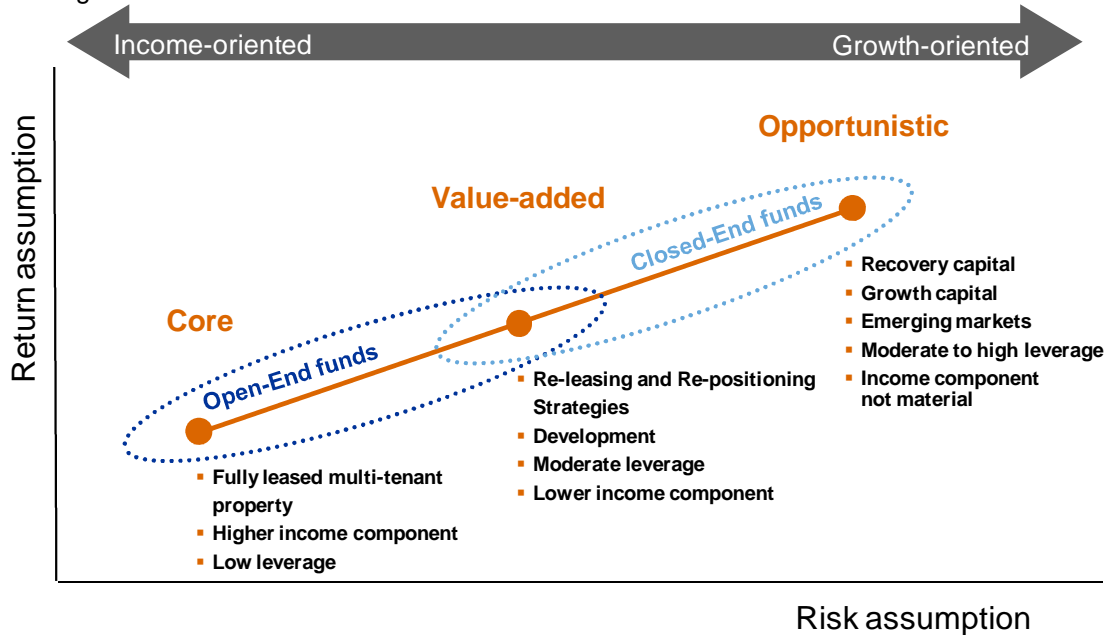 Income-oriented
Growth-oriented
Opportunistic
Value-added
Closed-End funds
Return assumption
Core
Open-End funds
▪ Recovery capital
▪ Growth capital
▪ Emerging markets
▪ Moderate to high leverage
▪ Income component
not material
▪ Re-leasing and Re-positioning
Strategies
▪ Development
▪ Moderate leverage
▪ Lower income component
▪ Fully leased multi-tenant
property
▪ Higher income component
▪ Low leverage
Risk assumption